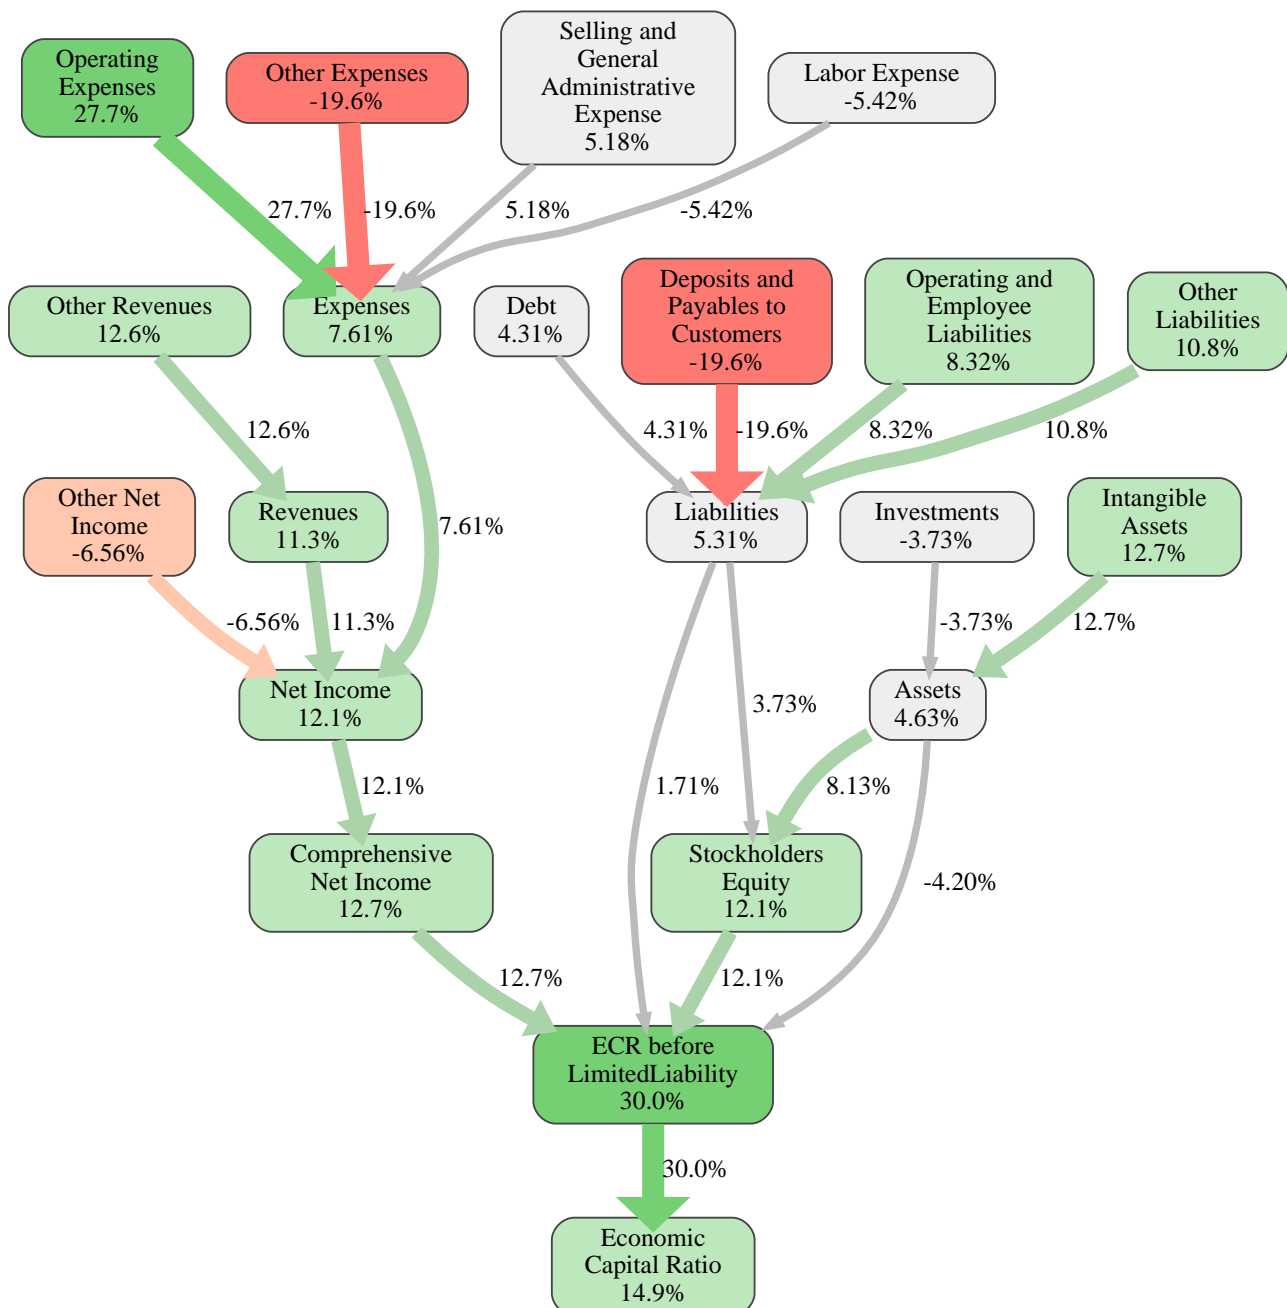 Operating
Expenses
27.7%
Other Expenses
-19.6%
Selling and
General
Administrative
Expense
5.18%
Labor Expense
-5.42%
27.7%
-19.6%
5.18%
-5.42%
Other Revenues
12.6%
Expenses
7.61%
Debt
4.31%
Deposits and
Payables to
Customers
-19.6%
Operating and
Employee
Liabilities
8.32%
Other
Liabilities
10.8%
12.6%
4.31%
-19.6%
8.32%
10.8%
Other Net
Income
-6.56%
Revenues
11.3%
7.61%
Liabilities
5.31%
Investments
-3.73%
Intangible
Assets
12.7%
-6.56%
11.3%
-3.73%
12.7%
Net Income
12.1%
3.73%
Assets
4.63%
12.1%
1.71%
8.13%
Comprehensive
Net Income
12.7%
Stockholders
Equity
12.1%
-4.20%
12.7%
12.1%
ECR before
LimitedLiability
30.0%
30.0%
Economic
Capital Ratio
14.9%